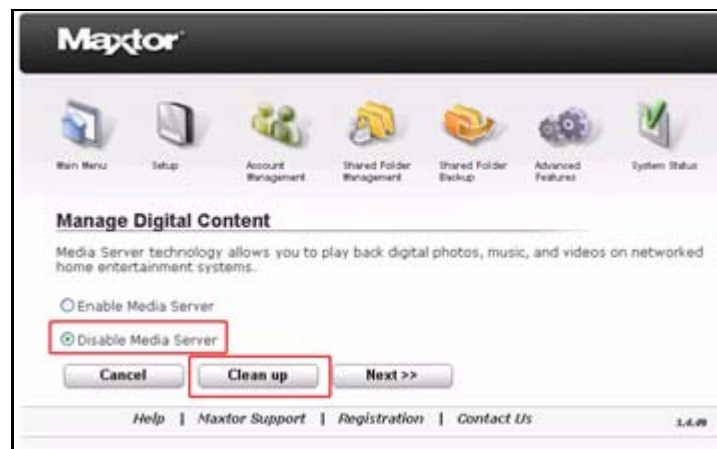 Maxtor
Main Menu
Setup
Account Management
Shared Folder Management
Shared Folder Backup
Advanced Features
System Status
Manage Digital Content
Media Server technology allows you to play back digital photos, music, and videos on networked
home entertainment systems.
Enable Media Server
Disable Media Server
Cancel
Clean up
Next >>
Help | Maxtor Support | Registration | Contact Us